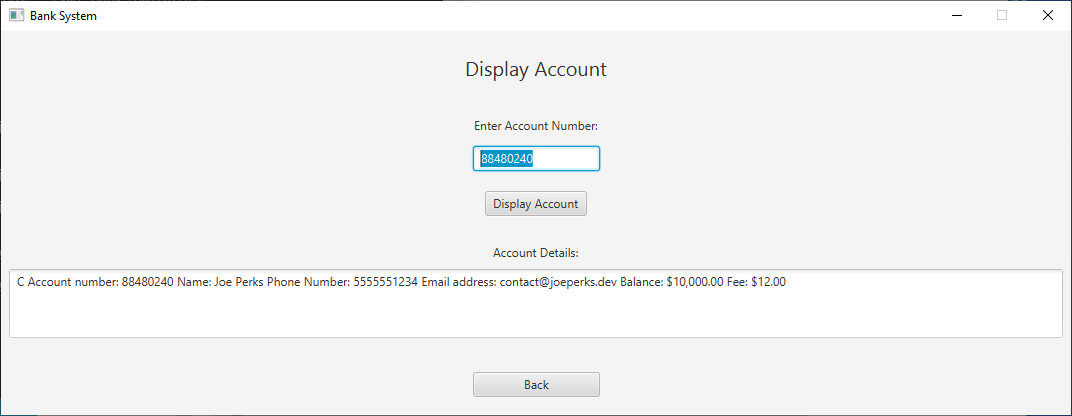 Bank System
Display Account
Enter Account Number:
88480240
Display Account
Account Details:
C Account number: 88480240 Name: Joe Perks Phone Number: 5555551234 Email address: contact@joeperks.dev Balance: $10,000.00 Fee: $12.00
Back